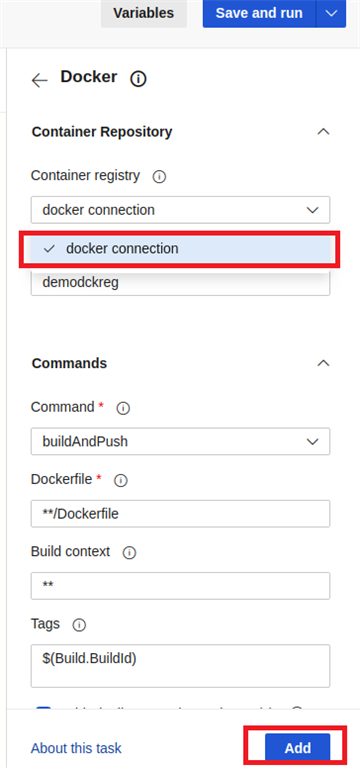 Variables
Save and run
Docker
Container Repository
Container registry
docker connection
docker connection
demodckreg
Commands
Command *
buildAndPush
Dockerfile *
**/Dockerfile
Build context
**
Tags
$(Build.BuildId)
About this task
Add